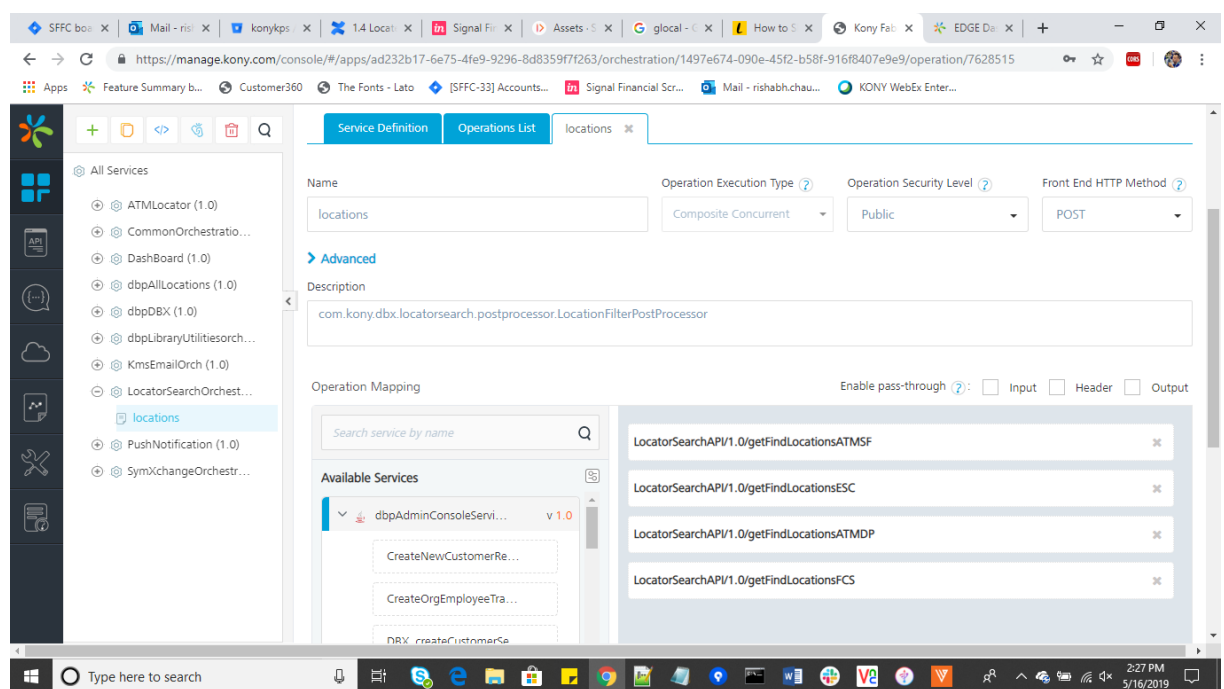 SFFC boa
Mail - rish
konykps
1.4 Locat
Signal Fin
Assets - S
glocal - G
How to S
Kony Fab
EDGE Da
https://manage.kony.com/console/#/apps/ad232b17-6e75-4fe9-9296-8d8359f7f263/orchestration/1497e674-090e-45f2-b58f-916f8407e9e9/operation/7628515
CORS
Apps
Feature Summary b...
Customer360
The Fonts - Lato
[SFFC-33] Accounts...
Signal Financial Scr...
Mail - rishabh.chau...
KONY WebEx Enter...
Service Definition
Operations List
locations
All Services
ATMLocator (1.0)
CommonOrchestratio...
DashBoard (1.0)
dbpAllLocations (1.0)
dbpDBX (1.0)
dbpLibraryUtilitiesorch...
KmsEmailOrch (1.0)
LocatorSearchOrchest...
locations
PushNotification (1.0)
SymXchangeOrchestr...
API
Name
Operation Execution Type ?
Operation Security Level ?
Front End HTTP Method ?
locations
Composite Concurrent
Public
POST
Advanced
Description
com.kony.dbx.locatorsearch.postprocessor.LocationFilterPostProcessor
Operation Mapping
Enable pass-through ? : Input Header Output
Search service by name
Available Services
dbpAdminConsoleServi... v 1.0
CreateNewCustomerRe...
CreateOrgEmployeeTra...
DBX_createCustomerSe
LocatorSearchAPI/1.0/getFindLocationsATMSF
LocatorSearchAPI/1.0/getFindLocationsESC
LocatorSearchAPI/1.0/getFindLocationsATMDP
LocatorSearchAPI/1.0/getFindLocationsFCS
Type here to search
2:27 PM
5/16/2019